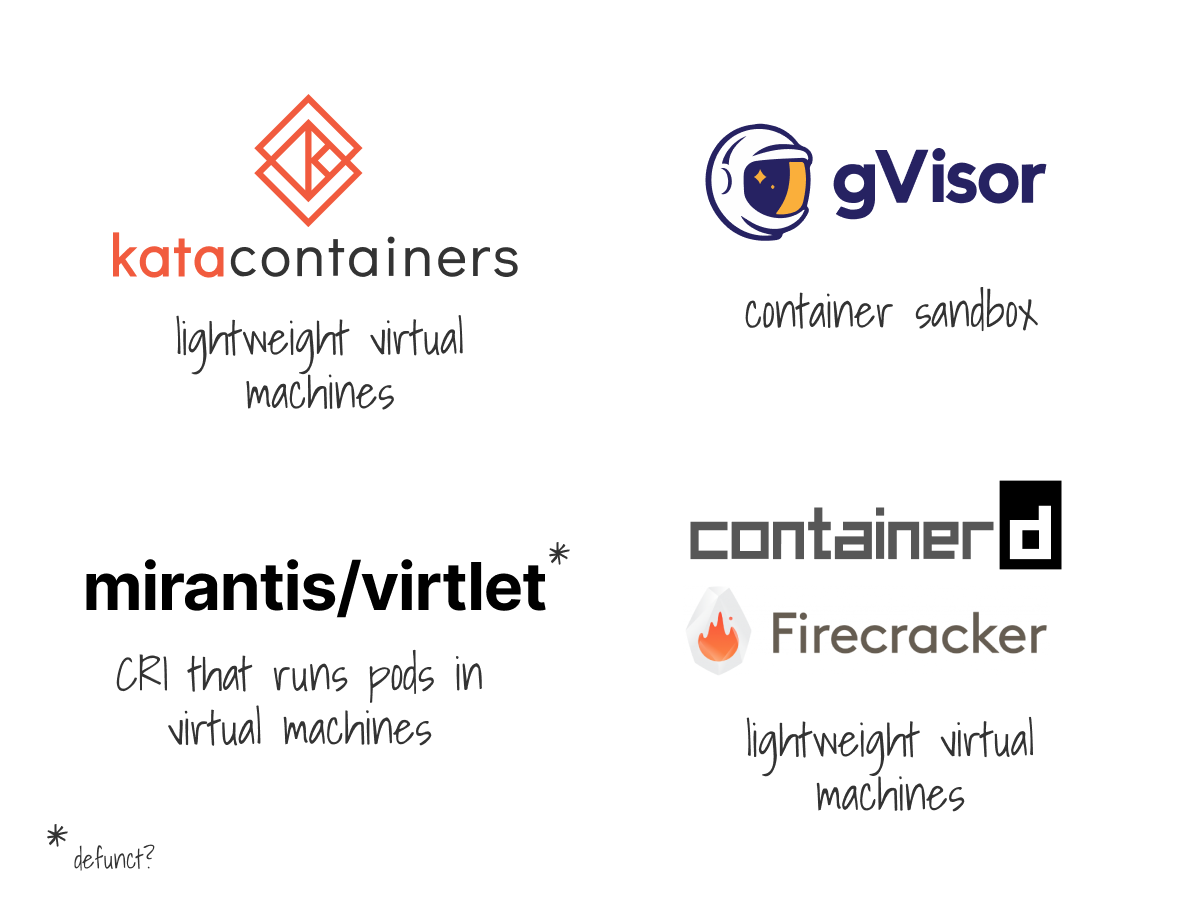 katacontainers
lightweight virtual
machines
gVisor
container sandbox
mirantis/virtlet*
CRI that runs pods in
virtual machines
containerd
Firecracker
lightweight virtual
machines
* defunct?